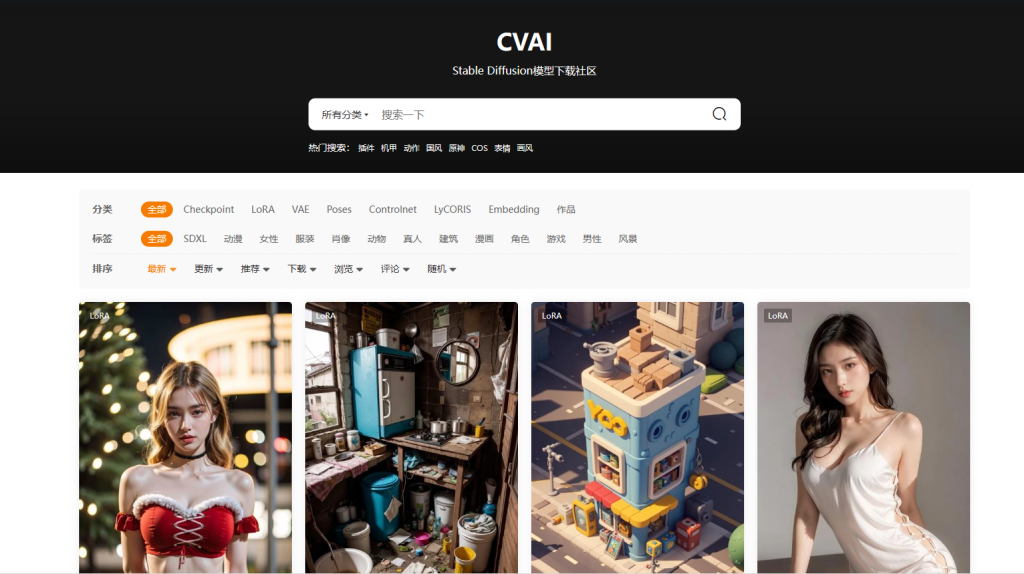 CVAI
Stable Diffusion模型下载社区
所有分类 搜索一下
热门搜索: 插件 机甲 动作 国风 原神 COS 表情 画风
分类 全部 Checkpoint LoRA VAE Poses Controlnet LyCORIS Embedding 作品
标签 全部 SDXL 动漫 女性 服装 肖像 动物 真人 建筑 漫画 角色 游戏 男性 风景
排序 最新 更新 推荐 下载 浏览 评论 随机
LoRA LoRA LoRA LoRA